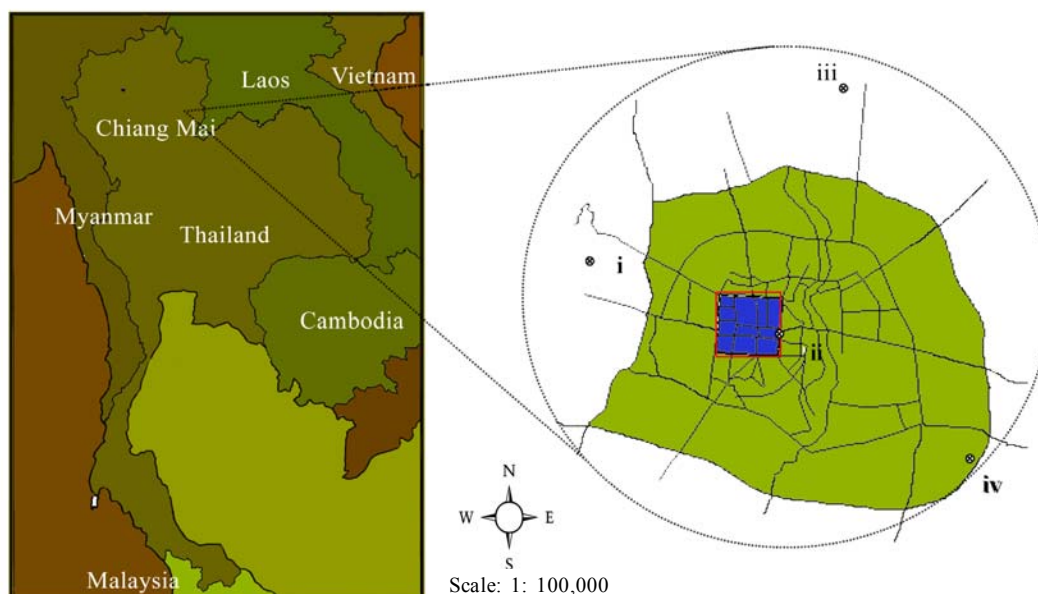 Laos
Vietnam
Chiang Mai
Myanmar
Thailand
Cambodia
Malaysia
iii
i
ii
iv
N
W E
S
Scale: 1: 100,000